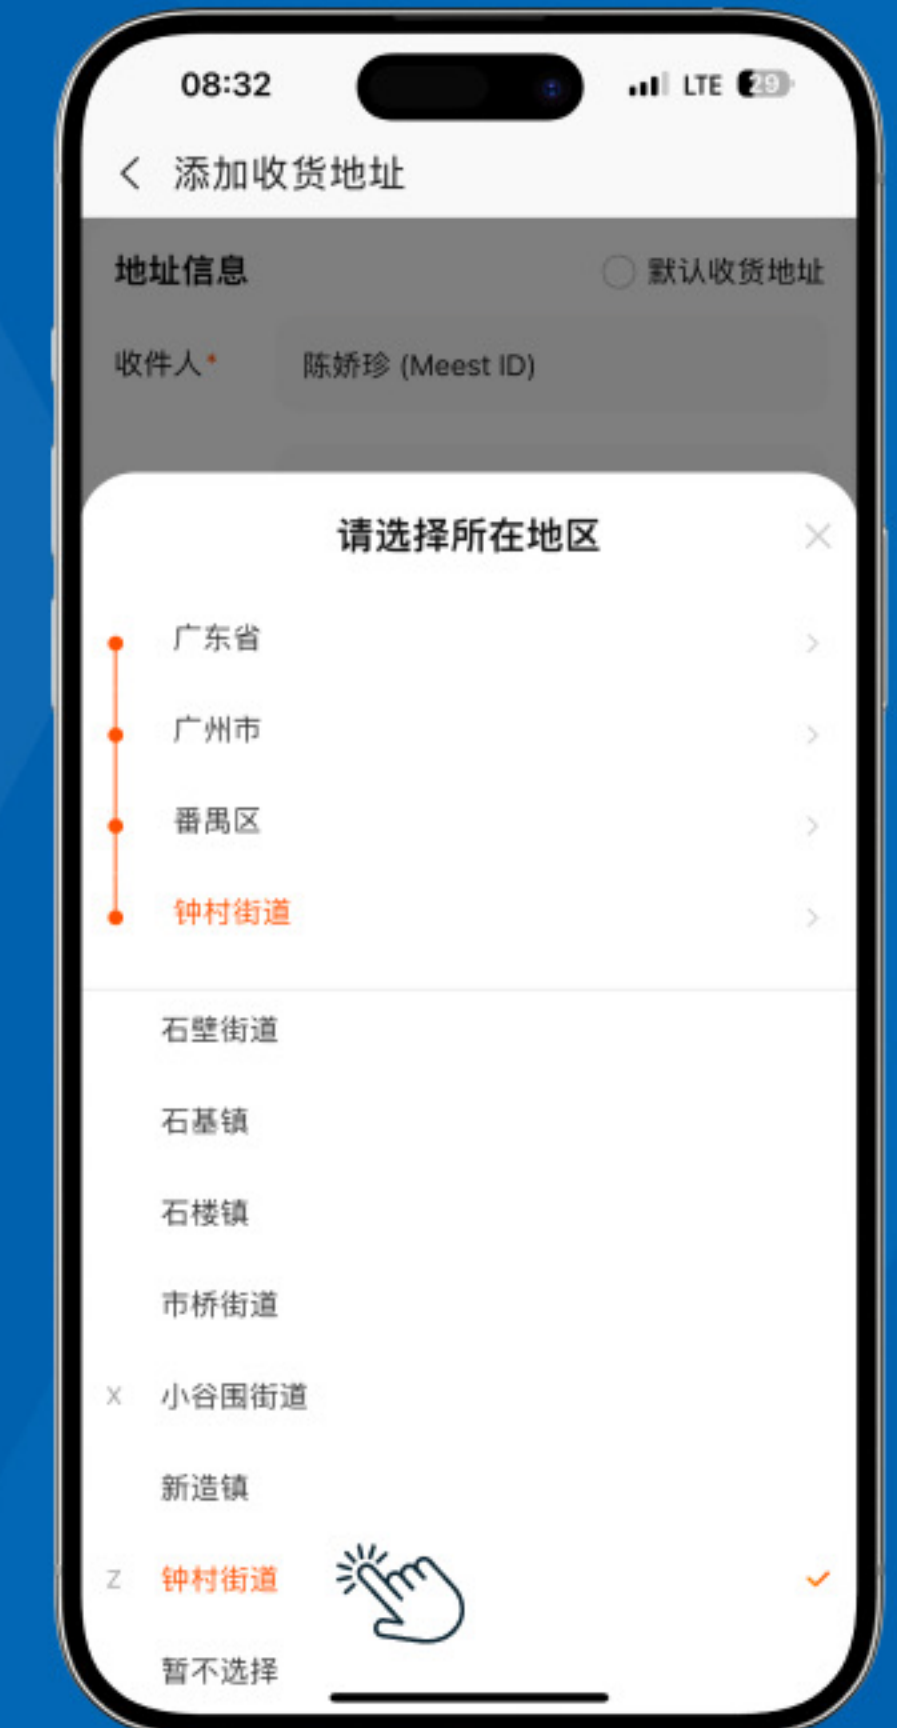 08:32 LTE 29
添加收货地址
地址信息 默认收货地址
收件人* 陈娇珍 (Meest ID)
请选择所在地区
广东省
广州市
番禺区
钟村街道
石壁街道
石基镇
石楼镇
市桥街道
X 小谷围街道
新造镇
Z 钟村街道
暂不选择